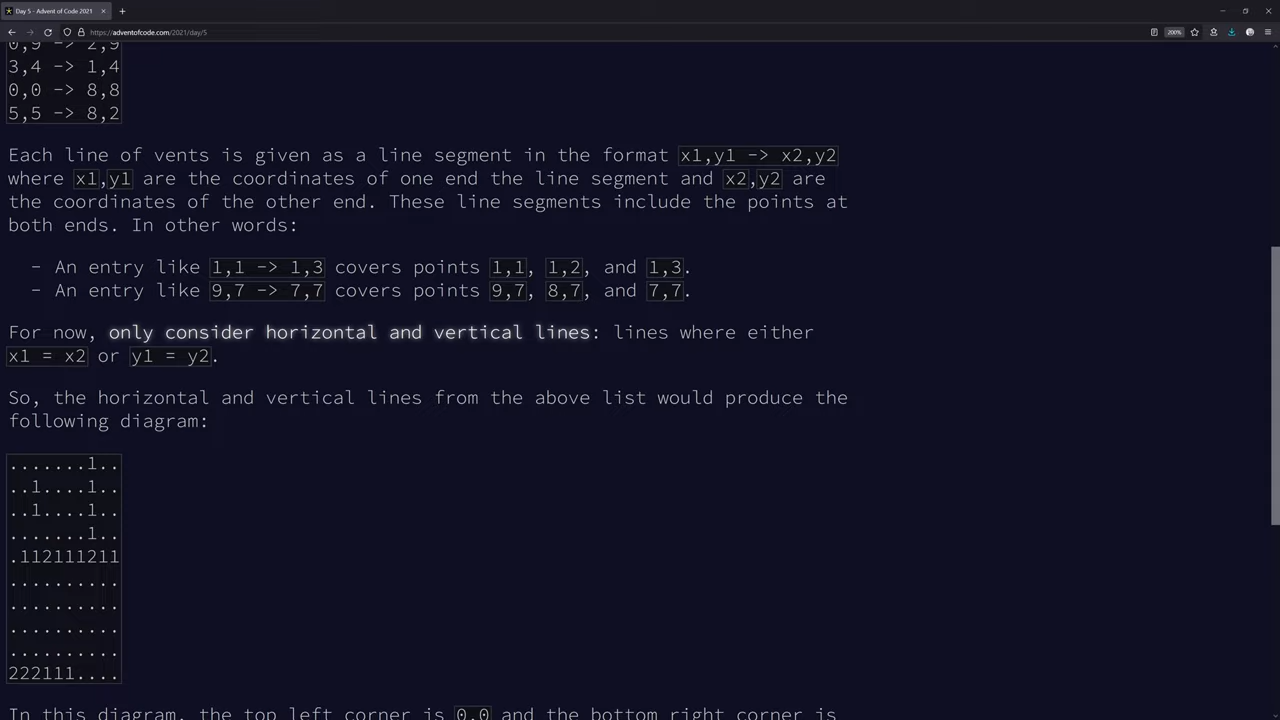 Day 5 - Advent of Code 2021
https://adventofcode.com/2021/day/5
200%
0,9 -> 2,9
3,4 -> 1,4
0,0 -> 8,8
5,5 -> 8,2
Each line of vents is given as a line segment in the format x1,y1 -> x2,y2
where x1,y1 are the coordinates of one end the line segment and x2,y2 are
the coordinates of the other end. These line segments include the points at
both ends. In other words:
- An entry like 1,1 -> 1,3 covers points 1,1, 1,2, and 1,3.
- An entry like 9,7 -> 7,7 covers points 9,7, 8,7, and 7,7.
For now, only consider horizontal and vertical lines: lines where either
x1 = x2 or y1 = y2.
So, the horizontal and vertical lines from the above list would produce the
following diagram:
.......1..
..1....1..
..1....1..
.......1..
.112111211
..........
..........
..........
..........
222111....
In this diagram, the top left corner is 0,0 and the bottom right corner is